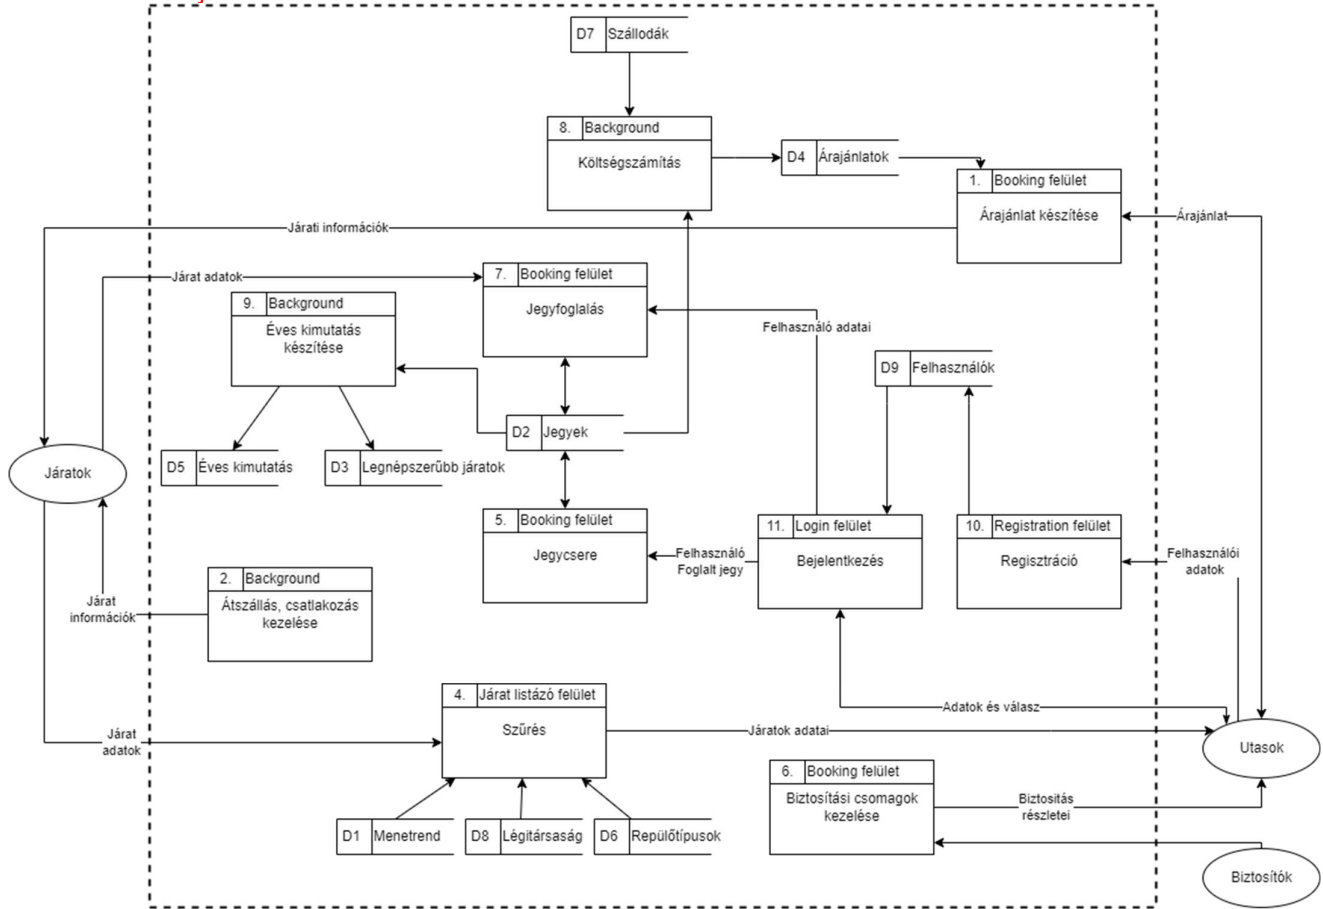 D7 Szállodák
8. Background
Költségszámítás
D4 Árajánlatok
1. Booking felület
Árajánlat készítése
Árajánlat
Járati információk
Járat adatok
7. Booking felület
Jegyfoglalás
9. Background
Éves kimutatás
készítése
Felhasználó adatai
D9 Felhasználók
D2 Jegyek
D5 Éves kimutatás
D3 Legnépszerűbb járatok
Járatok
5. Booking felület
Jegycsere
Felhasználó
Foglalt jegy
11. Login felület
Bejelentkezés
10. Registration felület
Regisztráció
Felhasználói
adatok
2. Background
Átszállás, csatlakozás
kezelése
Járat
információk
4. Járat listázó felület
Szűrés
Adatok és válasz
Járatok adatai
Járat
adatok
Utasok
6. Booking felület
Biztosítási csomagok
kezelése
Biztosítás
részletei
D1 Menetrend
D8 Légitársaság
D6 Repülőtípusok
Biztosítók